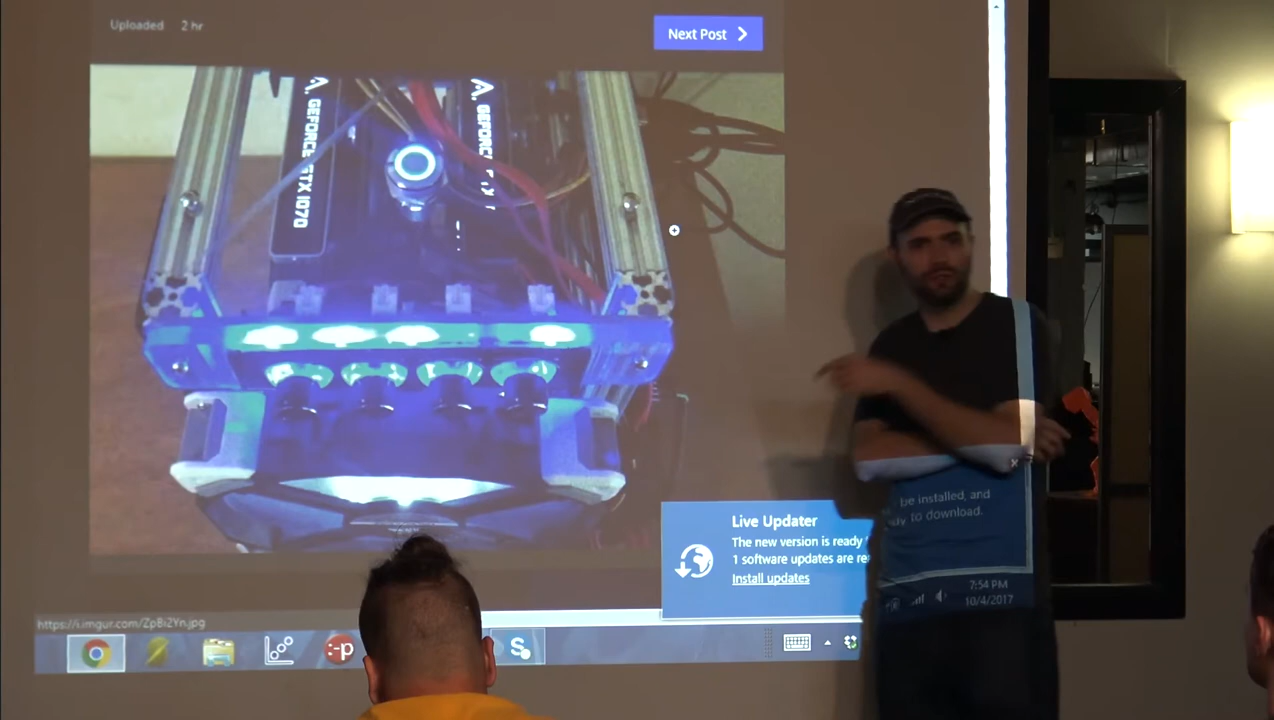 Uploaded 2 hr
Next Post
GEFORCE GTX 1070
GEFORCE
Live Updater
The new version is ready
be installed, and
1 software updates are re
ady to download.
Install updates
7:54 PM
10/4/2017
https://i.imgur.com/ZpBi2Yn.jpg
:-p
S